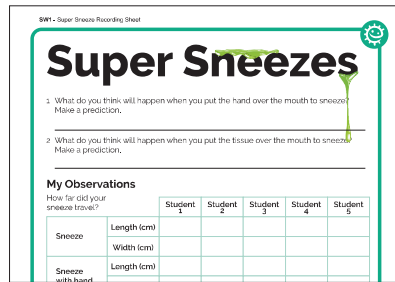 SW1 - Super Sneeze Recording Sheet
Super Sneezes
1 What do you think will happen when you put the hand over the mouth to sneeze?
Make a prediction.
2 What do you think will happen when you put the tissue over the mouth to sneeze?
Make a prediction.
My Observations
How far did your
sneeze travel?
Student 1
Student 2
Student 3
Student 4
Student 5
Sneeze
Length (cm)
Width (cm)
Sneeze
with hand
Length (cm)